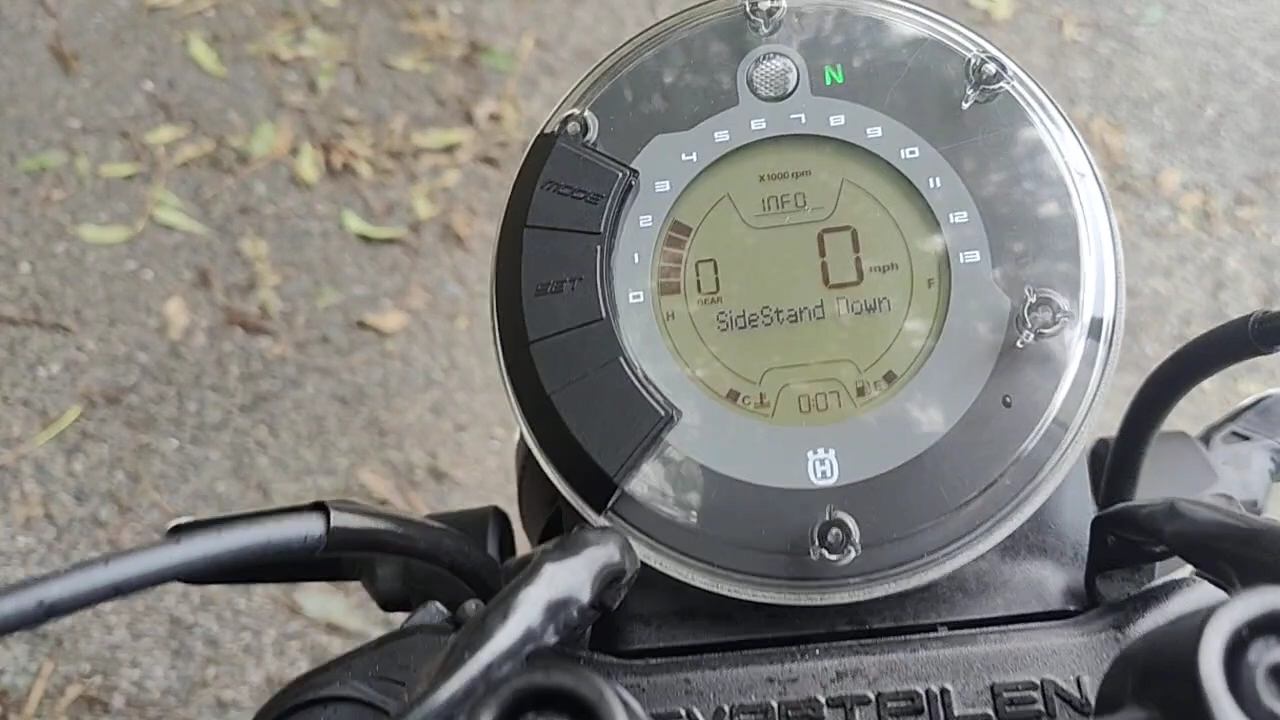 N
0 1 2 3 4 5 6 7 8 9 10 11 12 13
X1000 rpm
MODE
INFO
0 mph
0
GEAR
SET
H
F
SideStand Down
C
E
0:07
H